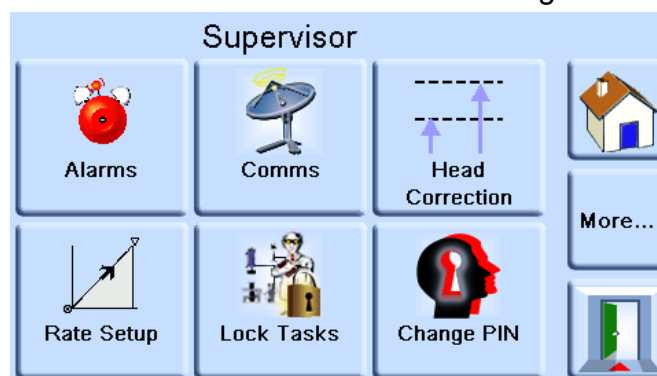 Supervisor
Alarms
Comms
Head
Correction
More...
Rate Setup
Lock Tasks
Change PIN